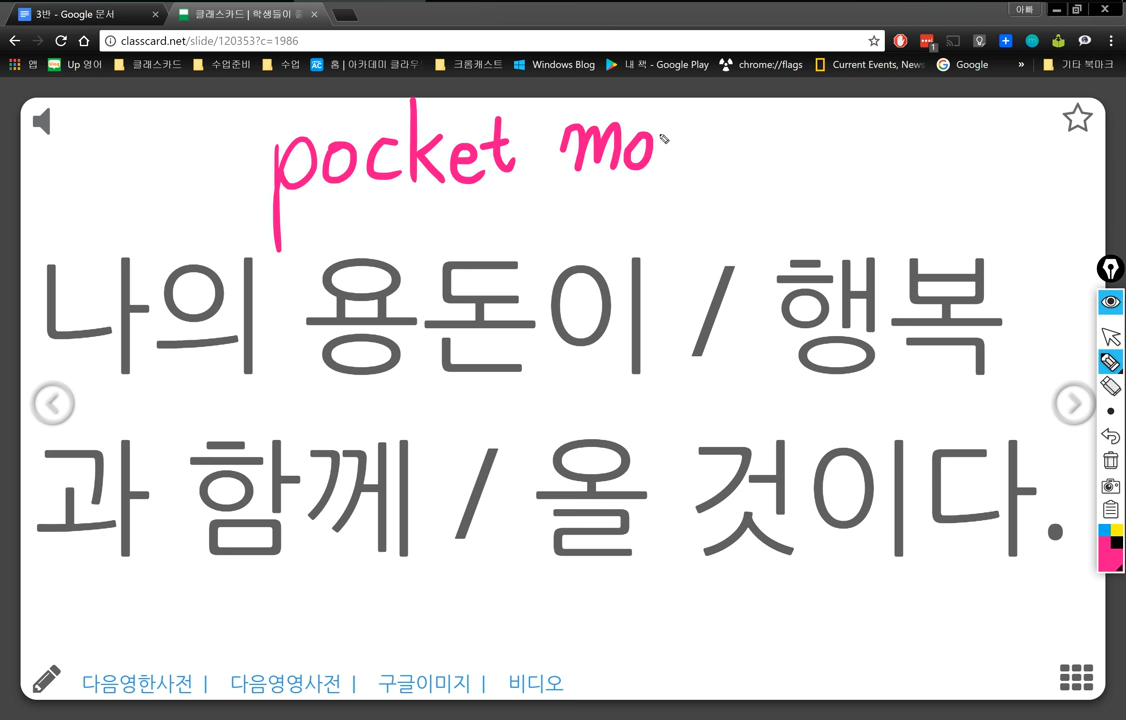 3반 - Google 문서
클래스카드 | 학생들이 좋
아빠
classcard.net/slide/120353?c=1986
1
앱
Up 영어
클래스카드
수업준비
수업
홈 | 아카데미 클라우
크롬캐스트
Windows Blog
내 책 - Google Play
chrome://flags
Current Events, News
Google
»
기타 북마크
pocket mo
나의 용돈이 / 행복
과 함께 / 올 것이다.
다음영한사전 | 다음영영사전 | 구글이미지 | 비디오